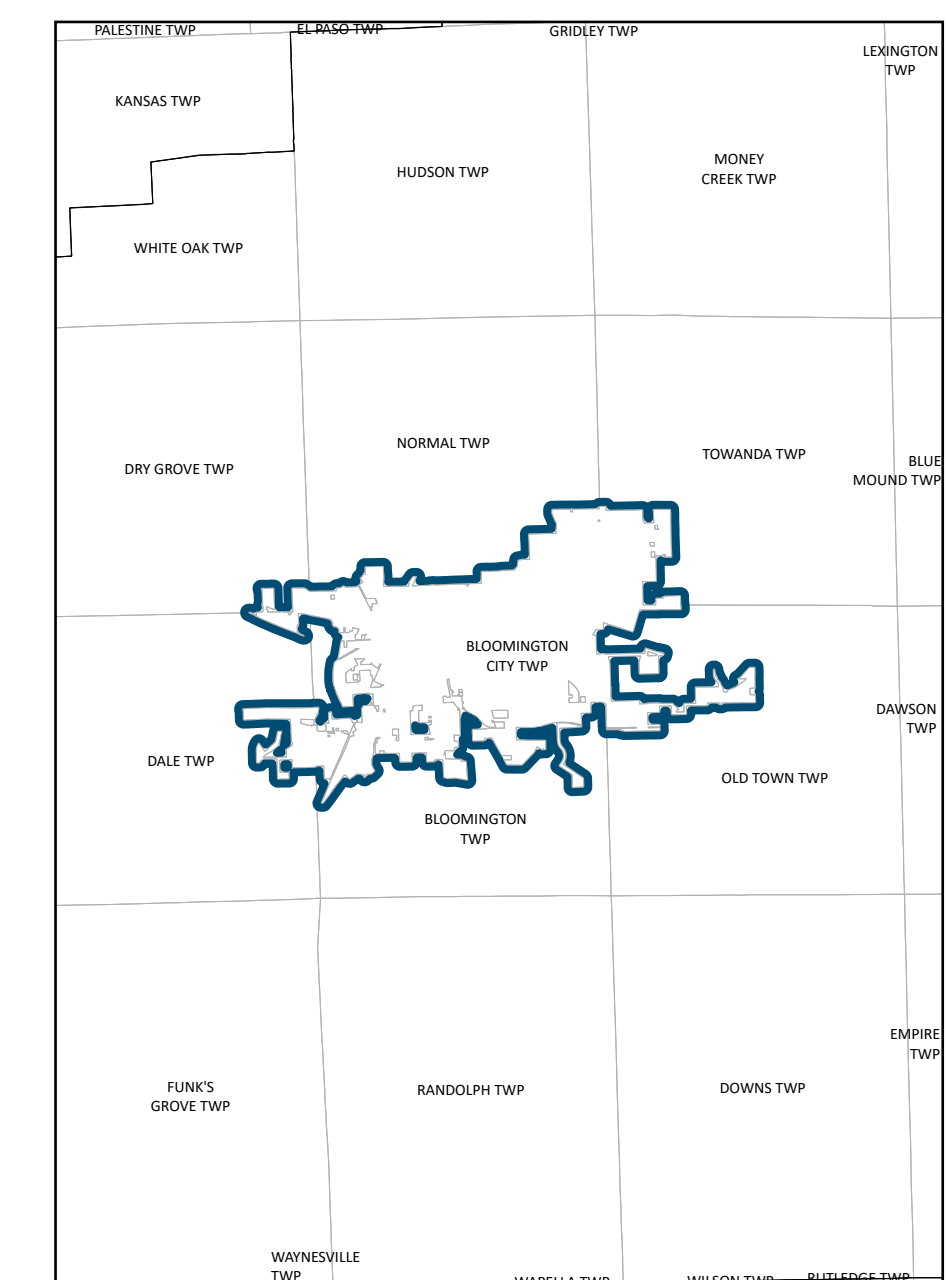 PALESTINE TWP
EL PASO TWP
GRIDLEY TWP
LEXINGTON
TWP
KANSAS TWP
HUDSON TWP
MONEY
CREEK TWP
WHITE OAK TWP
NORMAL TWP
TOWANDA TWP
DRY GROVE TWP
BLUE
MOUND TWP
BLOOMINGTON
CITY TWP
DAWSON
TWP
DALE TWP
OLD TOWN TWP
BLOOMINGTON
TWP
EMPIRE
TWP
FUNK'S
GROVE TWP
RANDOLPH TWP
DOWNS TWP
WAYNESVILLE
TWP
WAPELLA TWP
WILSON TWP
RUTLEDGE TWP